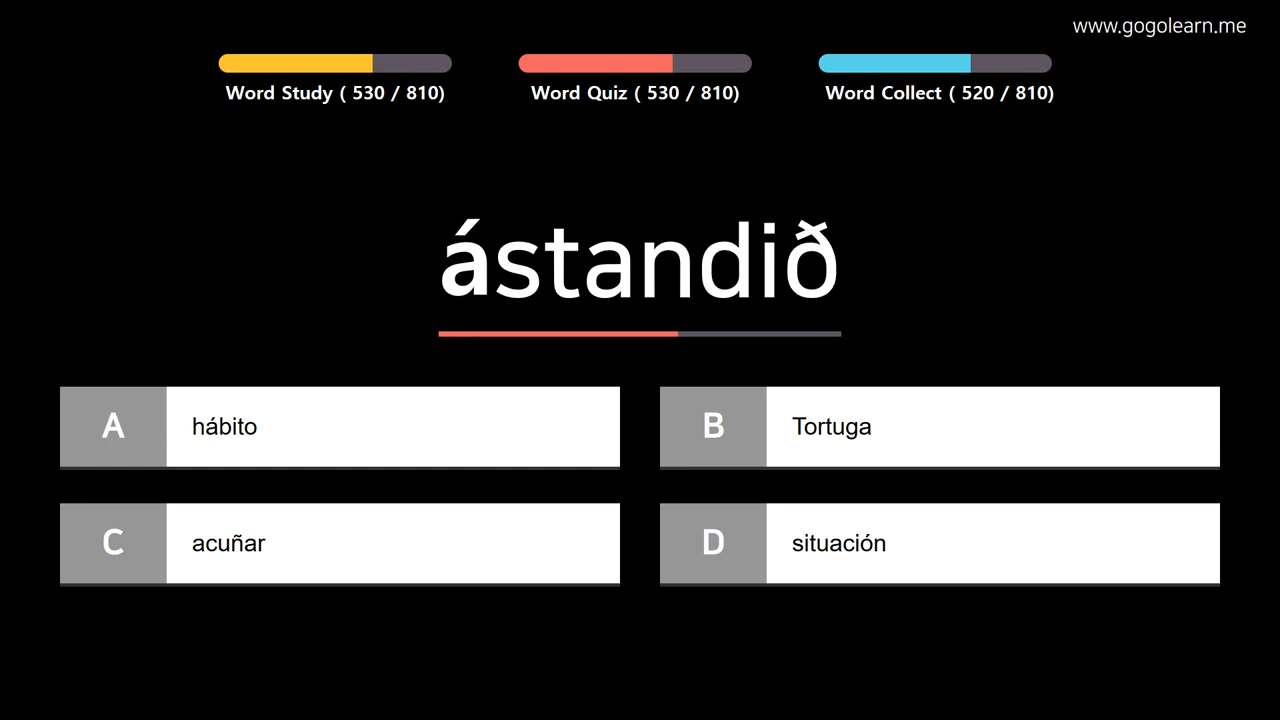 www.gogolearn.me
Word Study ( 530 / 810)
Word Quiz ( 530 / 810)
Word Collect ( 520 / 810)
ástandið
A hábito
B Tortuga
C acuñar
D situación